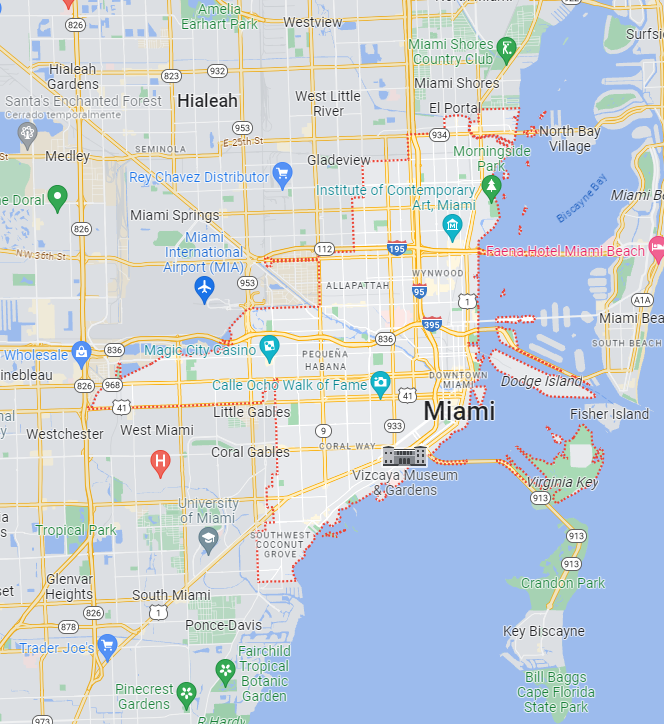 Amelia
Earhart Park
Westview
826
Miami Shores
Country Club
Surfsi
Hialeah
Gardens
823
932
Miami Shores
Santa's Enchanted Forest
Cerrado temporalmente
Hialeah
West Little
River
El Portal
953
934
North Bay
Village
E 25th St
Medley
SEMINOLA
Gladeview
Morningside
Park
Rey Chavez Distributor
Institute of Contemporary
Art, Miami
e Doral
Miami Be
Biscayne Bay
Miami Springs
826
Miami
International
Airport (MIA)
112
195
Faena Hotel Miami Beach
NW 36th St
WYNWOOD
953
ALLAPATTAH
95
1
A1A
Miami Bea
395
836
SOUTH BEACH
Wholesale
836
Magic City Casino
PEQUENA
HABANA
inebleau
826
968
Calle Ocho Walk of Fame
DOWNTOWN
MIAMI
Dodge Island
41
41
Little Gables
Miami
Fisher Island
Westchester
West Miami
9
933
Coral Gables
CORAL WAY
Vizcaya Museum
& Gardens
Virginia Key
913
University
of Miami
Tropical Park
SOUTHWEST
COCONUT
GROVE
913
913
Glenvar
Heights
Crandon Park
South Miami
826
1
878
Ponce-Davis
Key Biscayne
Trader Joe's
Fairchild
Tropical
Botanic
Garden
Pinecrest
Gardens
Bill Baggs
Cape Florida
State Park
973
R.Hardy